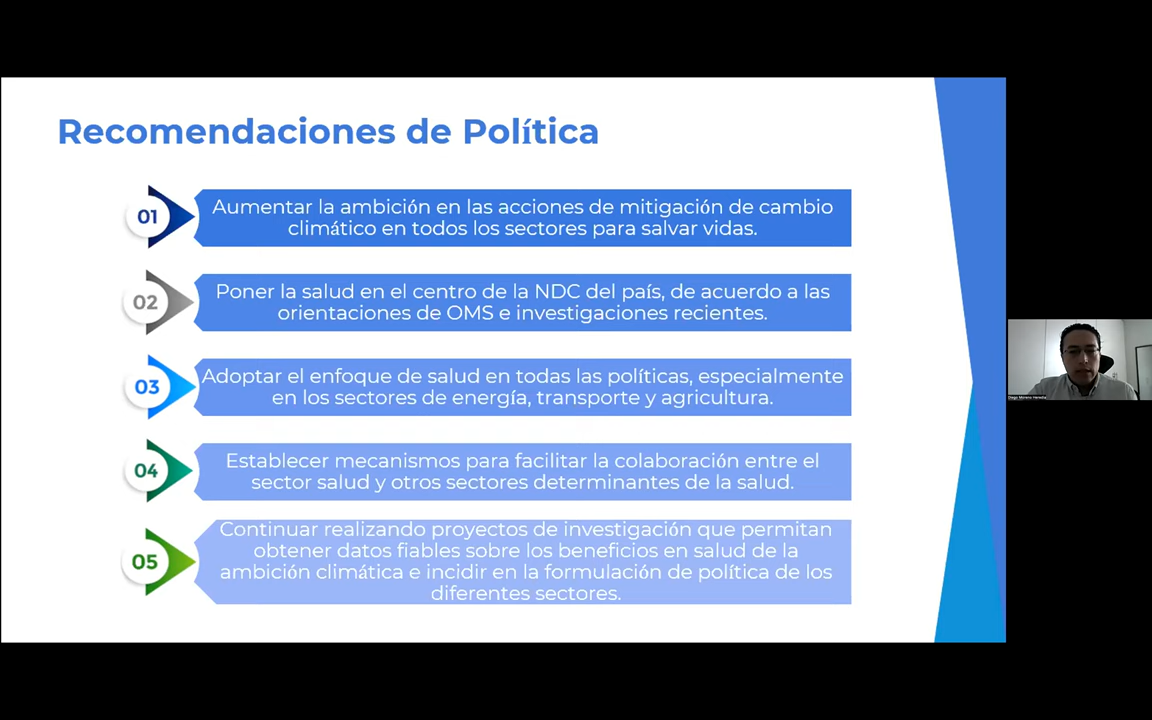 Recomendaciones de Política
01
Aumentar la ambición en las acciones de mitigación de cambio
climático en todos los sectores para salvar vidas.
02
Poner la salud en el centro de la NDC del país, de acuerdo a las
orientaciones de OMS e investigaciones recientes.
03
Adoptar el enfoque de salud en todas las políticas, especialmente
en los sectores de energía, transporte y agricultura.
04
Establecer mecanismos para facilitar la colaboración entre el
sector salud y otros sectores determinantes de la salud.
05
Continuar realizando proyectos de investigación que permitan
obtener datos fiables sobre los beneficios en salud de la
ambición climática e incidir en la formulación de política de los
diferentes sectores.
Diego Moreno Heredia